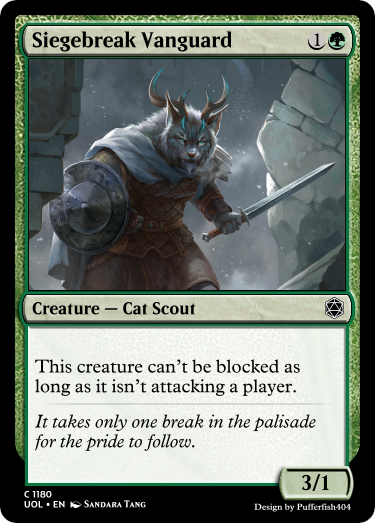 Siegebreak Vanguard 1
Creature — Cat Scout
This creature can't be blocked as
long as it isn't attacking a player.
It takes only one break in the palisade
for the pride to follow.
3/1
C 1180
UOL • EN Sandara Tang
Design by Pufferfish404